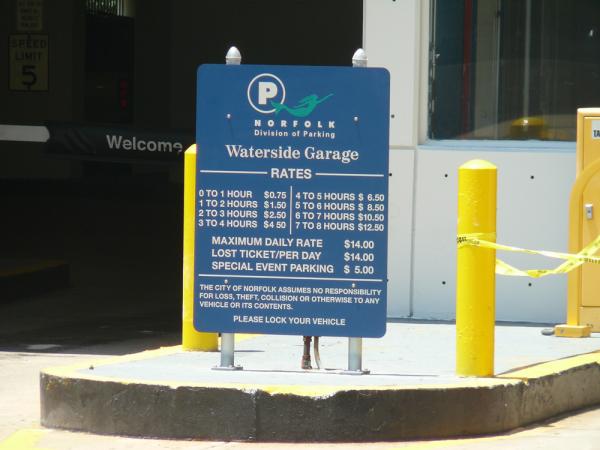 SPEED
LIMIT
5
Welcome
P
NORFOLK
Division of Parking
Waterside Garage
RATES
0 TO 1 HOUR $0.75 4 TO 5 HOURS $ 6.50
1 TO 2 HOURS $1.50 5 TO 6 HOURS $ 8.50
2 TO 3 HOURS $2.50 6 TO 7 HOURS $10.50
3 TO 4 HOURS $4 50 7 TO 8 HOURS $12.50
MAXIMUM DAILY RATE $14.00
LOST TICKET/PER DAY $14.00
SPECIAL EVENT PARKING $ 5.00
THE CITY OF NORFOLK ASSUMES NO RESPONSIBILITY
FOR LOSS, THEFT, COLLISION OR OTHERWISE TO ANY
VEHICLE OR ITS CONTENTS.
PLEASE LOCK YOUR VEHICLE